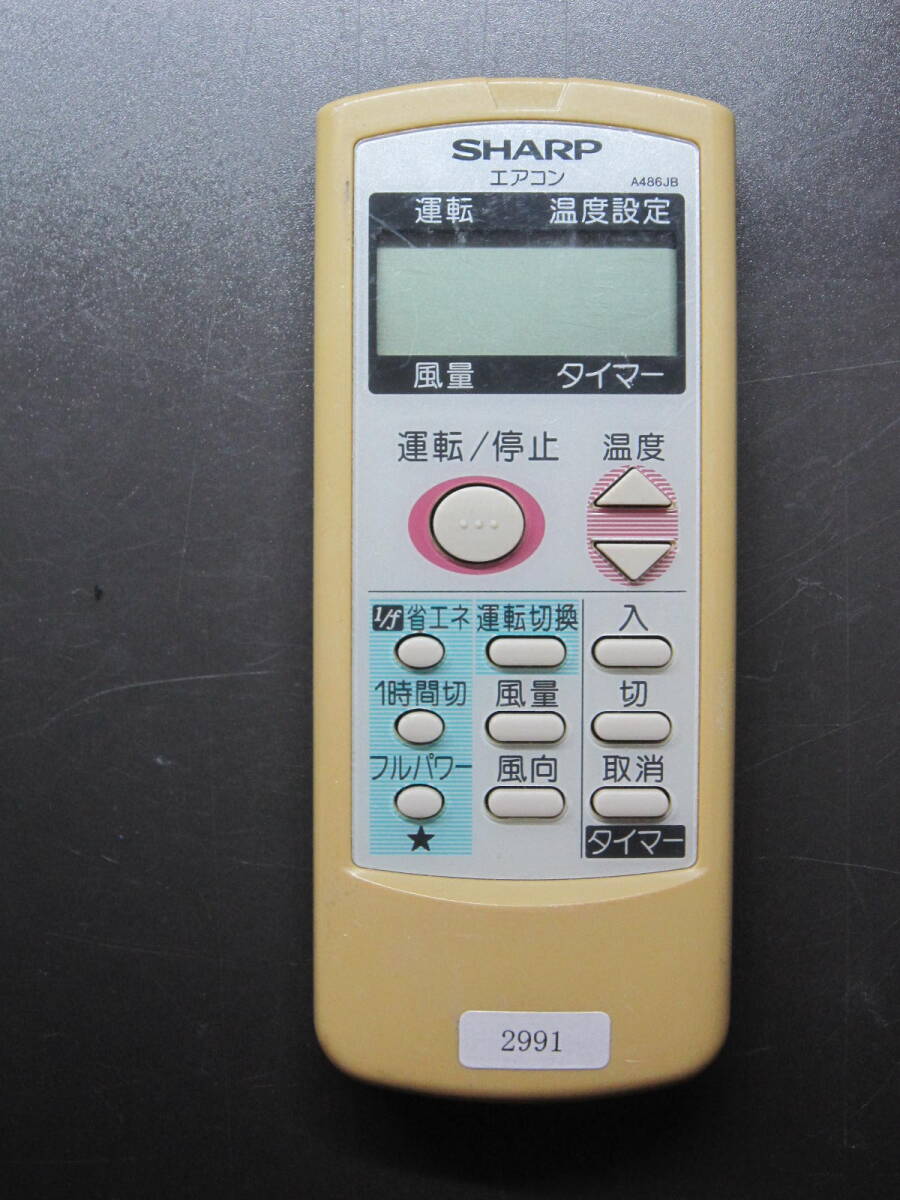 SHARP
エアコン A486JB
運転 温度設定
風量 タイマー
運転/停止 温度
1/f 省エネ 運転切換 入
1時間切 風量 切
フルパワー 風向 取消
★ タイマー
2991